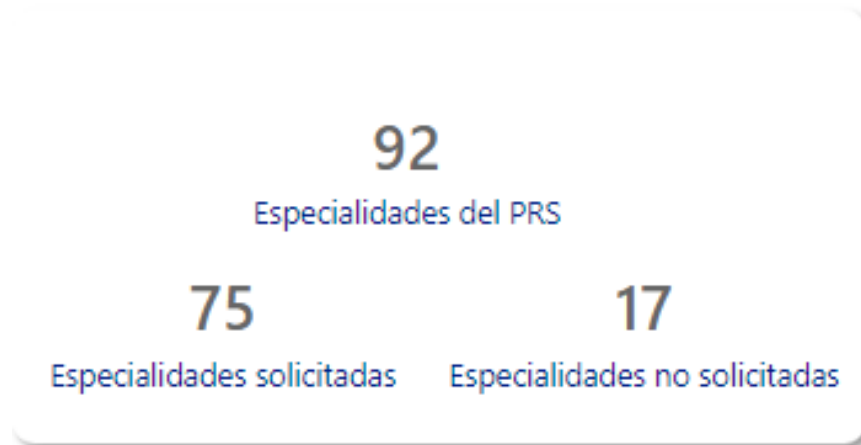 92
Especialidades del PRS
75 17
Especialidades solicitadas Especialidades no solicitadas